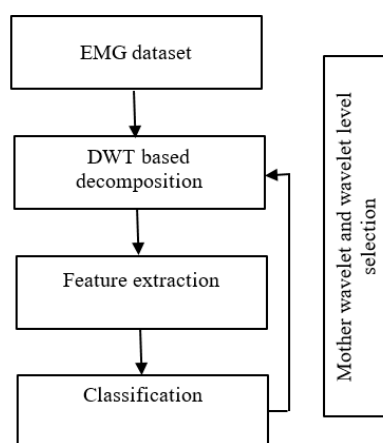 EMG dataset
DWT based
decomposition
Feature extraction
Classification
Mother wavelet and wavelet level
selection